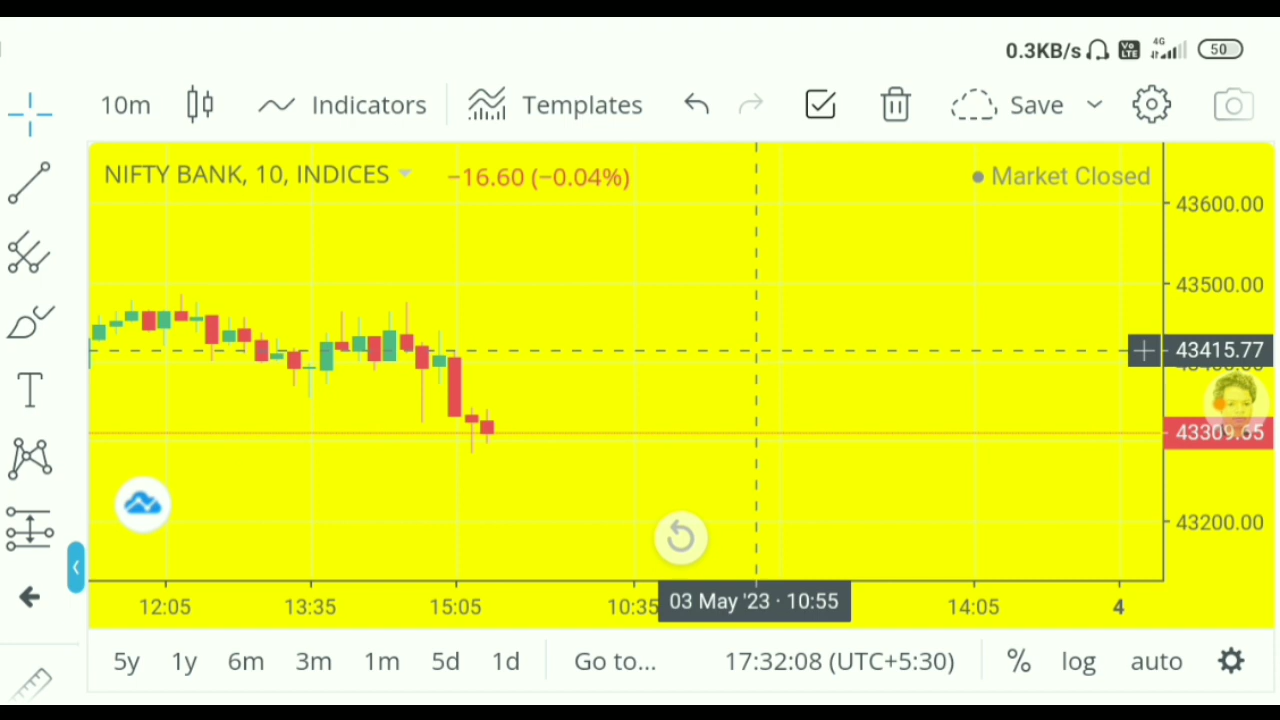 0.3KB/s Vo LTE 4G 50
10m Indicators Templates Save
NIFTY BANK, 10, INDICES −16.60 (−0.04%) Market Closed
43600.00
43500.00
43415.77
43309.65
43200.00
12:05 13:35 15:05 10:35 03 May '23 · 10:55 14:05 4
5y 1y 6m 3m 1m 5d 1d Go to... 17:32:08 (UTC+5:30) % log auto